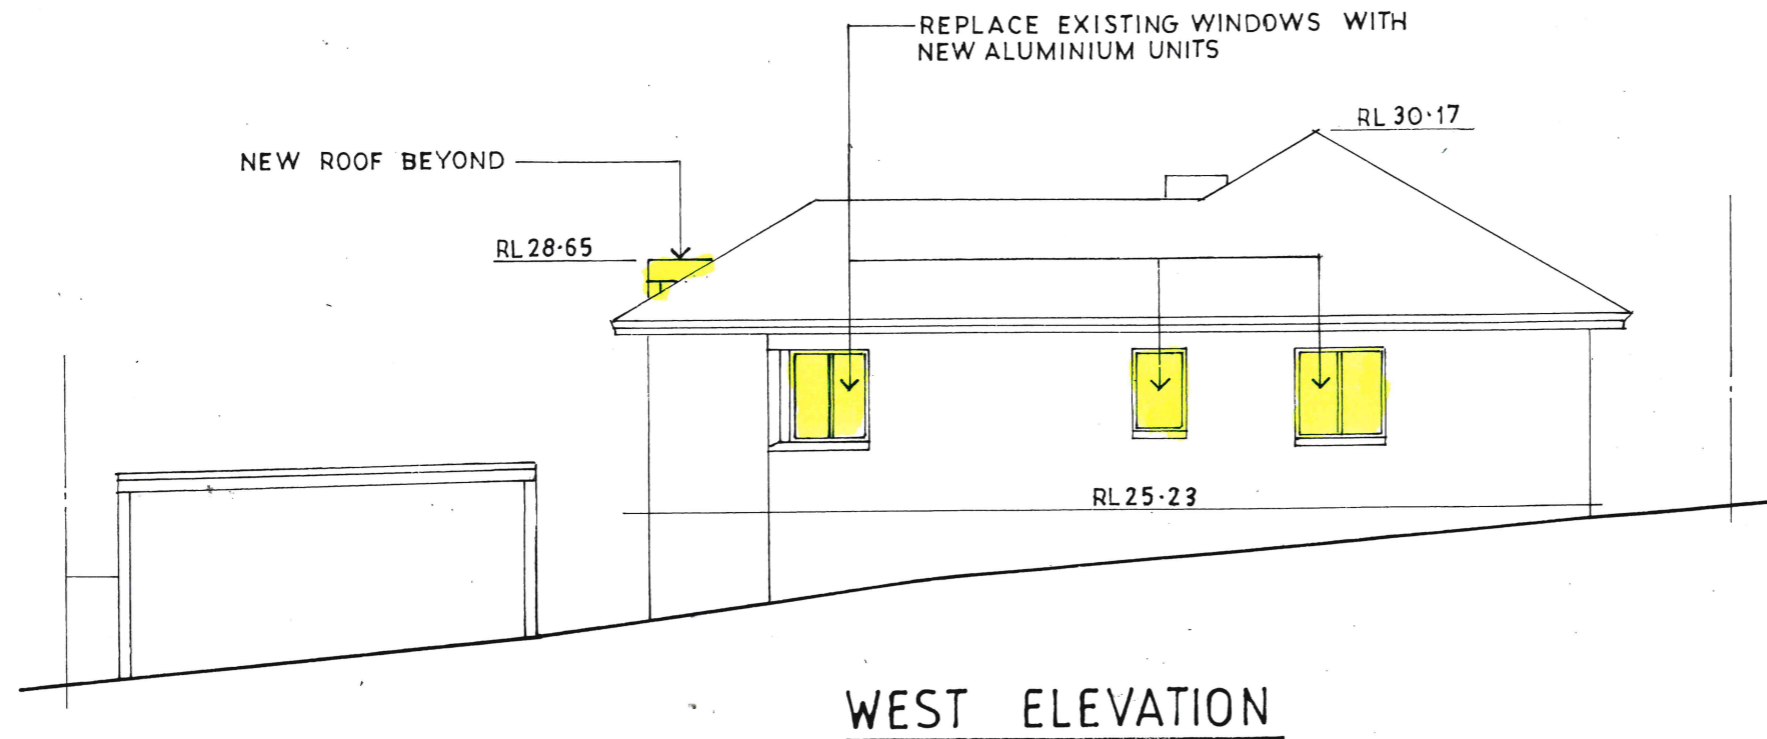 REPLACE EXISTING WINDOWS WITH
NEW ALUMINIUM UNITS
RL 30·17
NEW ROOF BEYOND
RL 28·65
RL 25·23
WEST ELEVATION